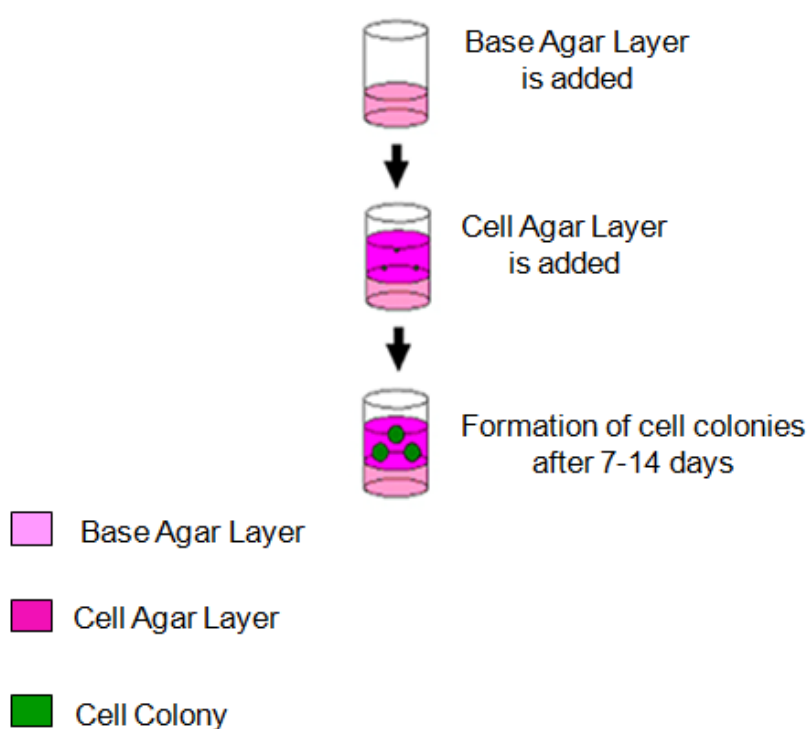 Base Agar Layer
is added
Cell Agar Layer
is added
Formation of cell colonies
after 7-14 days
Base Agar Layer
Cell Agar Layer
Cell Colony